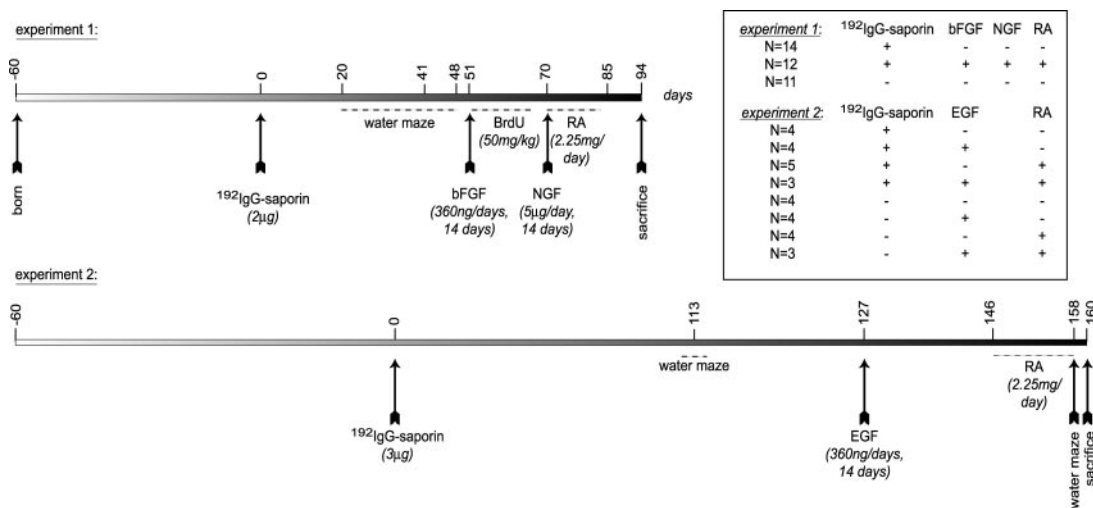 experiment 1:
-60 0 20 41 48 51 70 85 94
days
water maze
BrdU
(50mg/kg)
RA
(2.25mg/
day)
born
192IgG-saporin
(2µg)
bFGF
(360ng/days,
14 days)
NGF
(5µg/day,
14 days)
sacrifice
experiment 1: 192IgG-saporin bFGF NGF RA
N=14 + - - -
N=12 + + + +
N=11 - - - -
experiment 2: 192IgG-saporin EGF RA
N=4 + - -
N=4 + + -
N=5 + - +
N=3 + + +
N=4 - - -
N=4 - + -
N=4 - - +
N=3 - + +
experiment 2:
-60 0 113 127 146 158 160
water maze
RA
(2.25mg/
day)
192IgG-saporin
(3µg)
EGF
(360ng/days,
14 days)
water maze
sacrifice